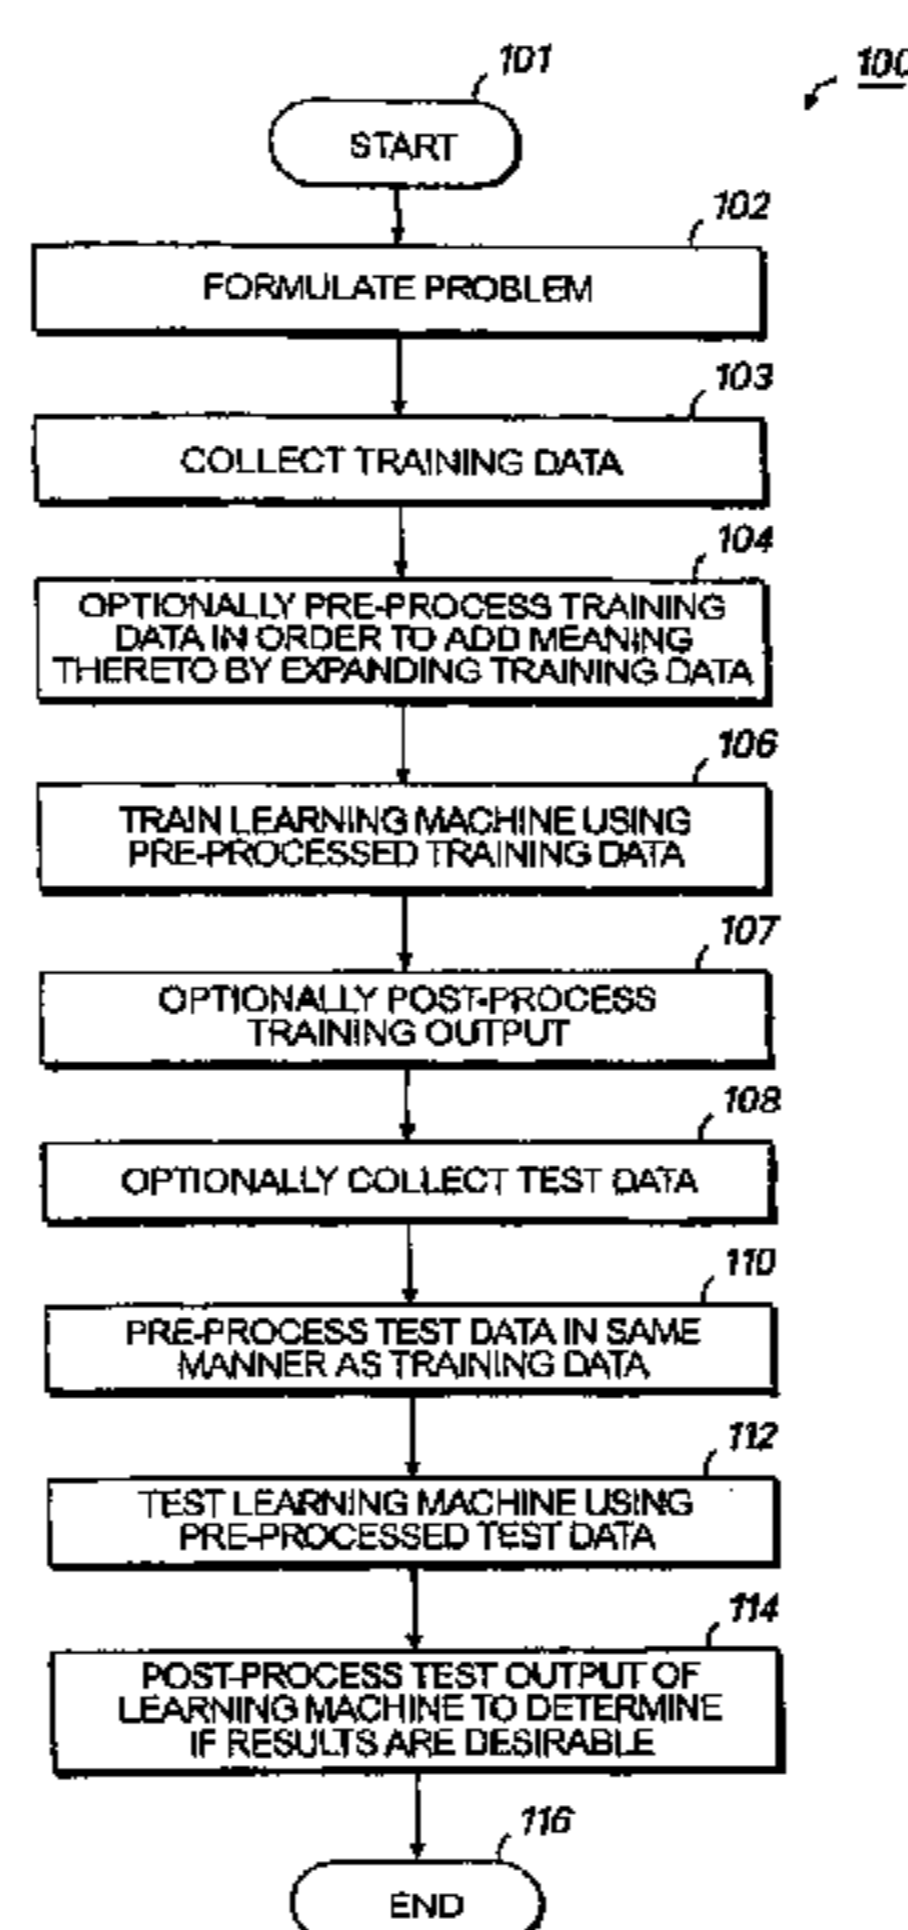 101
100
START
102
FORMULATE PROBLEM
103
COLLECT TRAINING DATA
104
OPTIONALLY PRE-PROCESS TRAINING
DATA IN ORDER TO ADD MEANING
THERETO BY EXPANDING TRAINING DATA
106
TRAIN LEARNING MACHINE USING
PRE-PROCESSED TRAINING DATA
107
OPTIONALLY POST-PROCESS
TRAINING OUTPUT
108
OPTIONALLY COLLECT TEST DATA
110
PRE-PROCESS TEST DATA IN SAME
MANNER AS TRAINING DATA
112
TEST LEARNING MACHINE USING
PRE-PROCESSED TEST DATA
114
POST-PROCESS TEST OUTPUT OF
LEARNING MACHINE TO DETERMINE
IF RESULTS ARE DESIRABLE
116
END